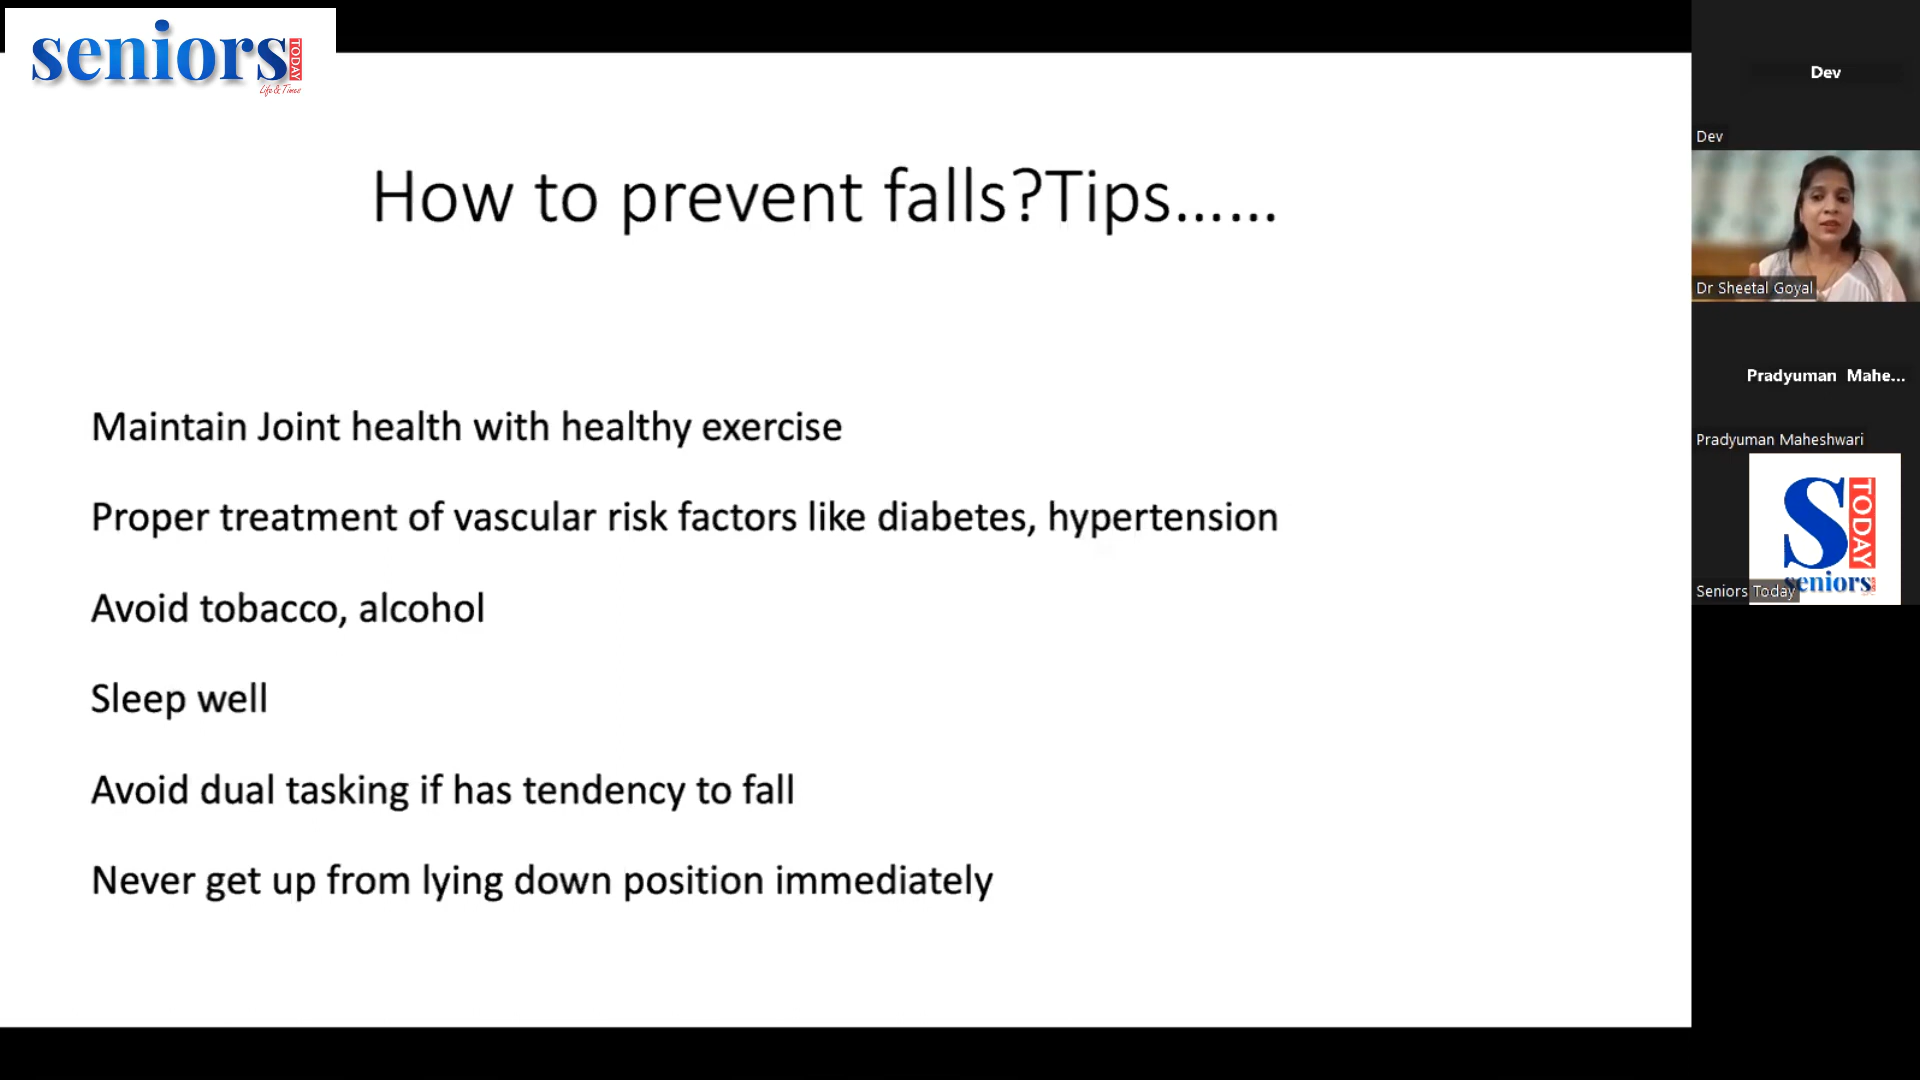 seniors TODAY
Life & Times
How to prevent falls?Tips......
Maintain Joint health with healthy exercise
Proper treatment of vascular risk factors like diabetes, hypertension
Avoid tobacco, alcohol
Sleep well
Avoid dual tasking if has tendency to fall
Never get up from lying down position immediately
Dev
Dev
Dr Sheetal Goyal
Pradyuman Mahe...
Pradyuman Maheshwari
S TODAY
seniors
Seniors Today